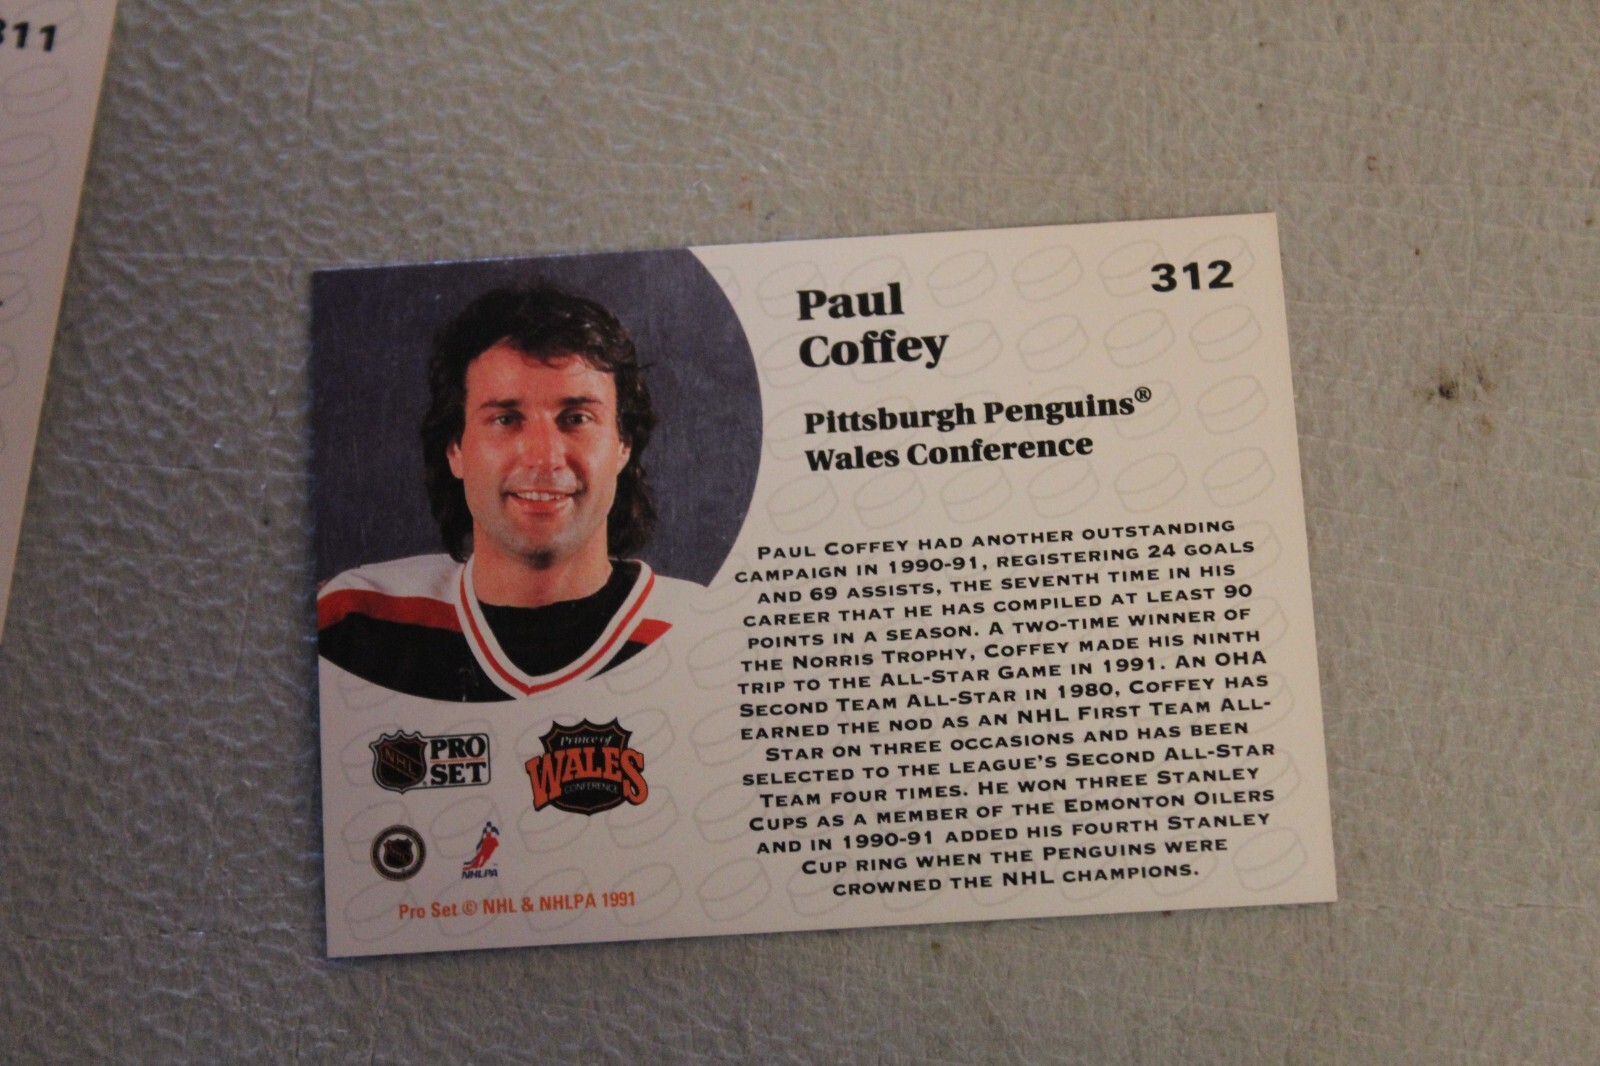 311
312
Paul
Coffey
Pittsburgh Penguins®
Wales Conference
PAUL COFFEY HAD ANOTHER OUTSTANDING
CAMPAIGN IN 1990-91, REGISTERING 24 GOALS
AND 69 ASSISTS, THE SEVENTH TIME IN HIS
CAREER THAT HE HAS COMPILED AT LEAST 90
POINTS IN A SEASON. A TWO-TIME WINNER OF
THE NORRIS TROPHY, COFFEY MADE HIS NINTH
TRIP TO THE ALL-STAR GAME IN 1991. AN OHA
SECOND TEAM ALL-STAR IN 1980, COFFEY HAS
EARNED THE NOD AS AN NHL FIRST TEAM ALL-
STAR ON THREE OCCASIONS AND HAS BEEN
SELECTED TO THE LEAGUE'S SECOND ALL-STAR
TEAM FOUR TIMES. HE WON THREE STANLEY
CUPS AS A MEMBER OF THE EDMONTON OILERS
AND IN 1990-91 ADDED HIS FOURTH STANLEY
CUP RING WHEN THE PENGUINS WERE
CROWNED THE NHL CHAMPIONS.
NHL PRO
SET
Prince of
WALES
CONFERENCE
NHLPA
Pro Set © NHL & NHLPA 1991